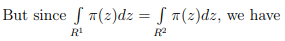 But since ∫ π(z)dz = ∫ π(z)dz, we have
R¹ R²